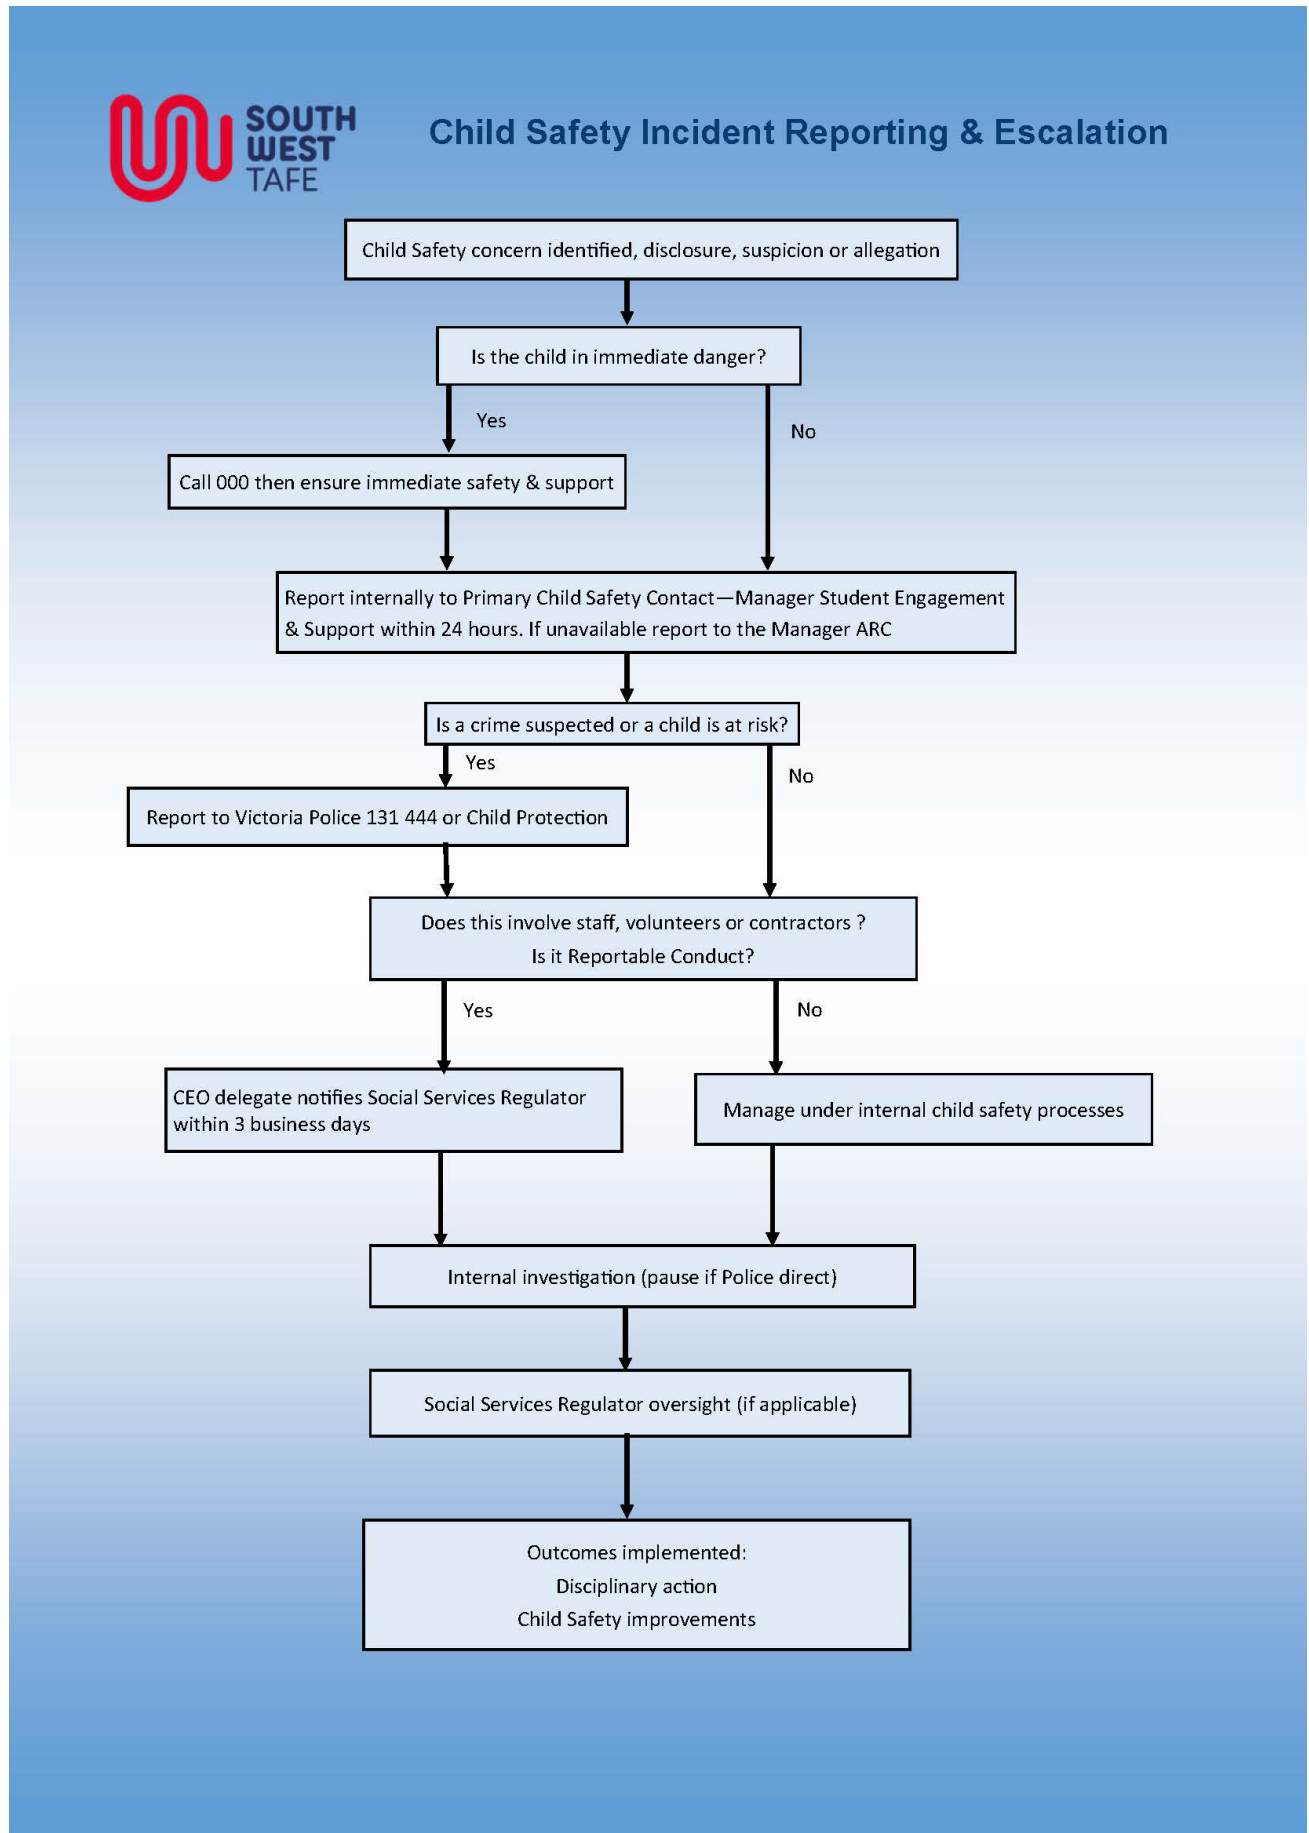 SOUTH
WEST
TAFE
Child Safety Incident Reporting & Escalation
Child Safety concern identified, disclosure, suspicion or allegation
Is the child in immediate danger?
Yes
No
Call 000 then ensure immediate safety & support
Report internally to Primary Child Safety Contact—Manager Student Engagement
& Support within 24 hours. If unavailable report to the Manager ARC
Is a crime suspected or a child is at risk?
Yes
No
Report to Victoria Police 131 444 or Child Protection
Does this involve staff, volunteers or contractors ?
Is it Reportable Conduct?
Yes
No
CEO delegate notifies Social Services Regulator
within 3 business days
Manage under internal child safety processes
Internal investigation (pause if Police direct)
Social Services Regulator oversight (if applicable)
Outcomes implemented:
Disciplinary action
Child Safety improvements